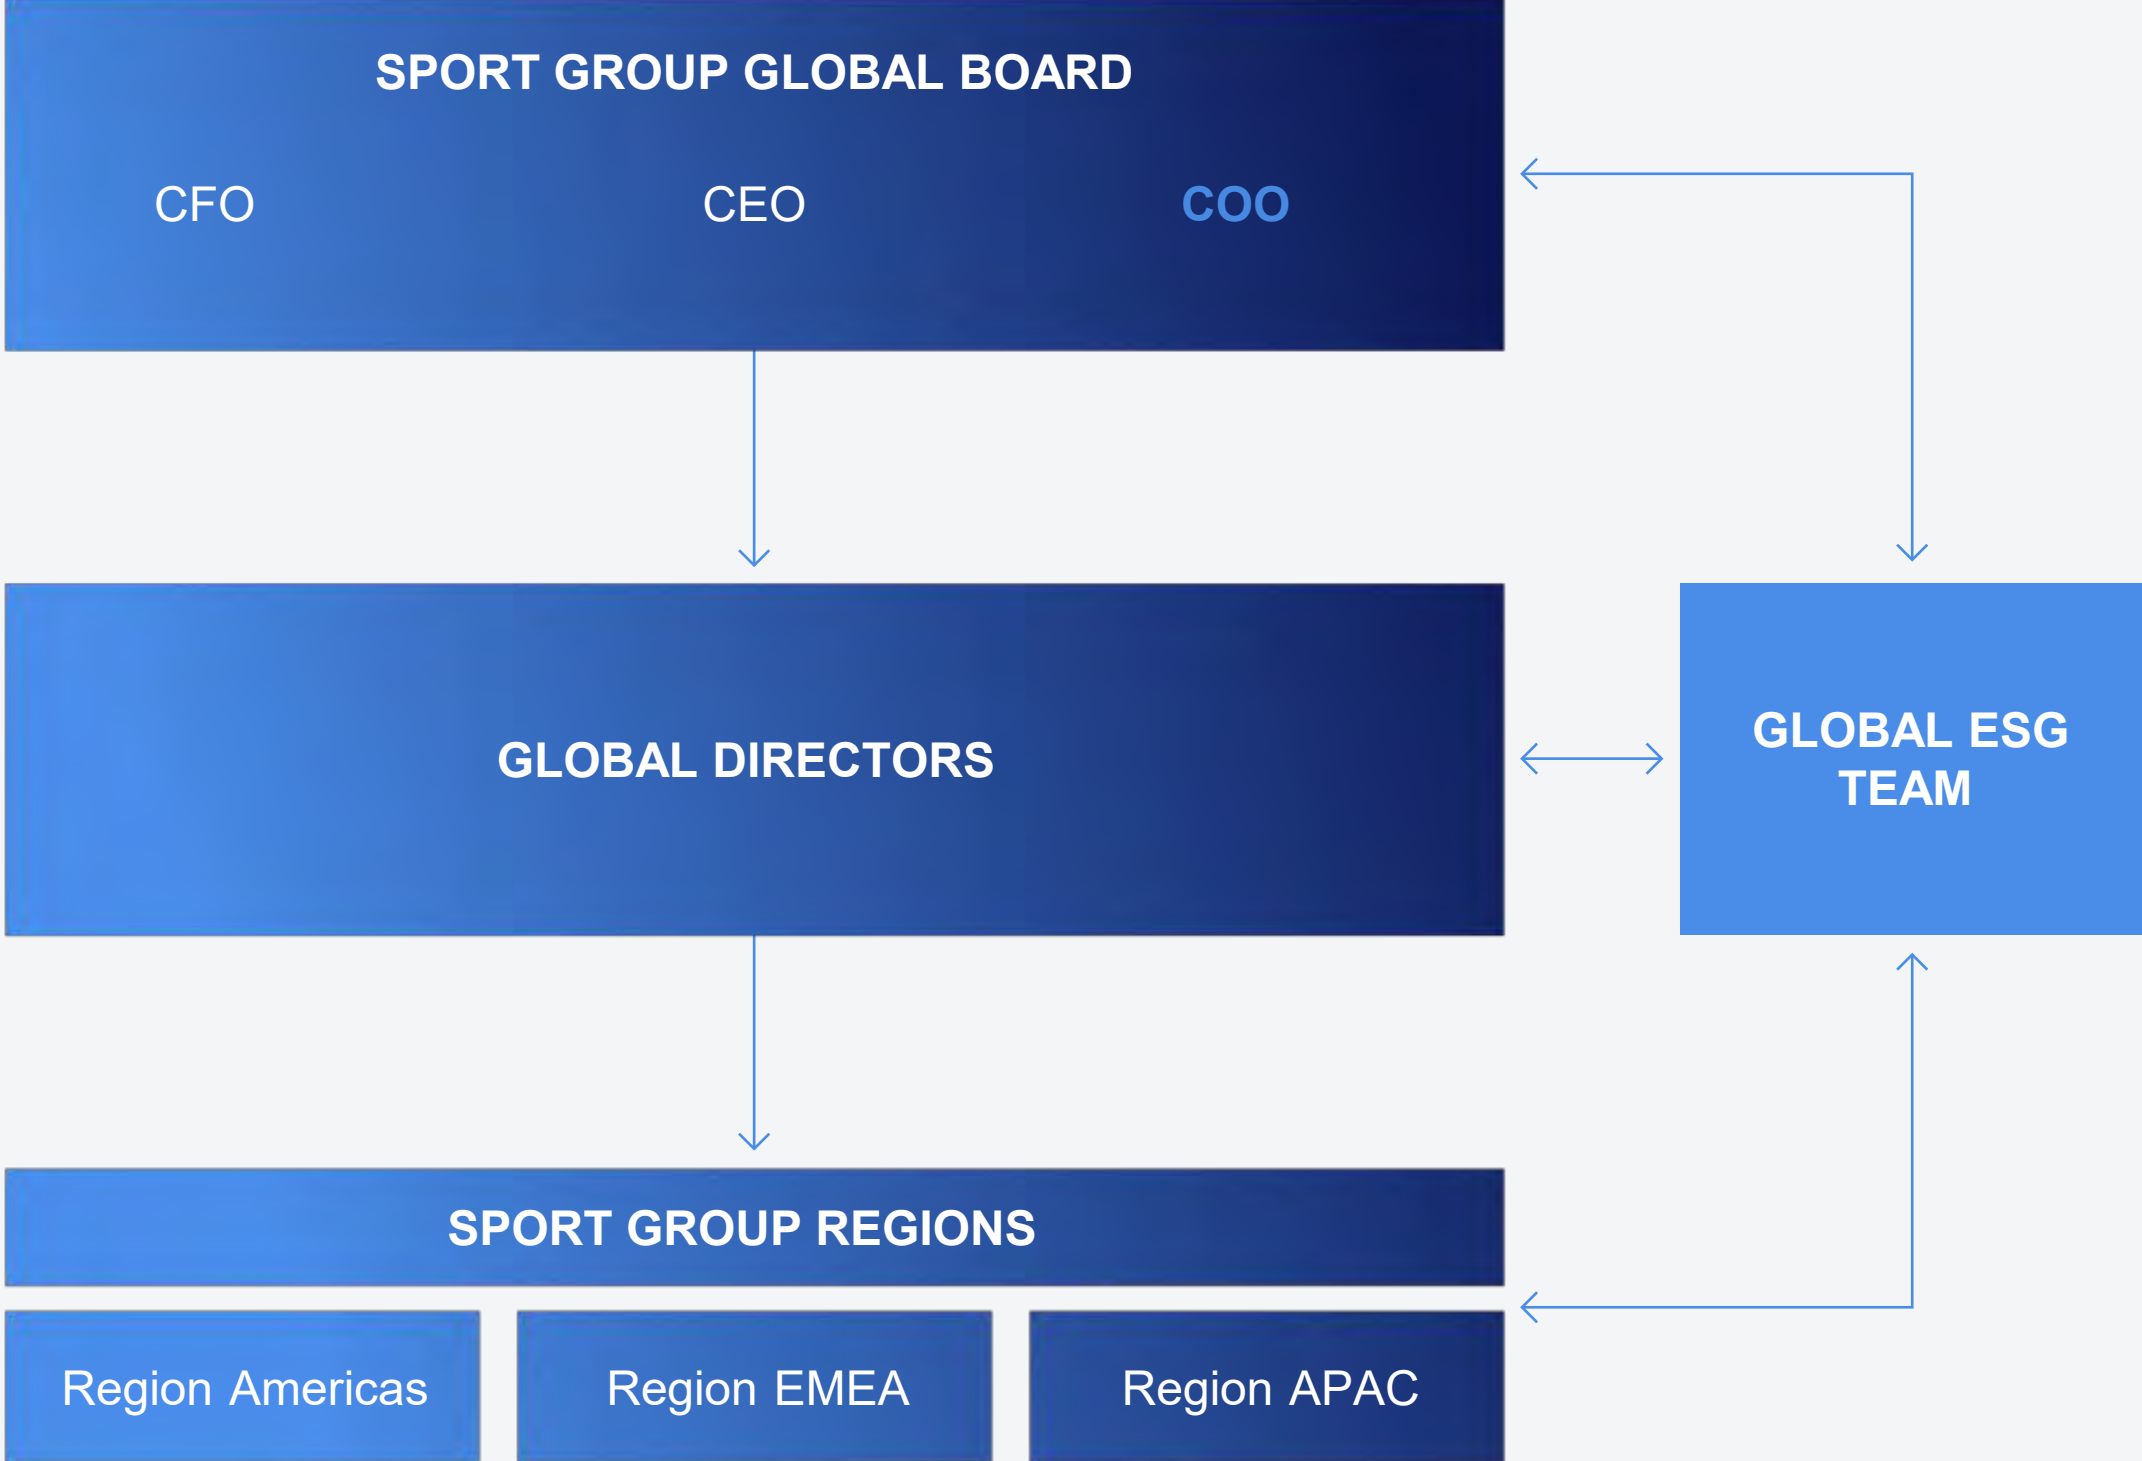 SPORT GROUP GLOBAL BOARD
CFO
CEO
COO
GLOBAL DIRECTORS
GLOBAL ESG
TEAM
SPORT GROUP REGIONS
Region Americas
Region EMEA
Region APAC